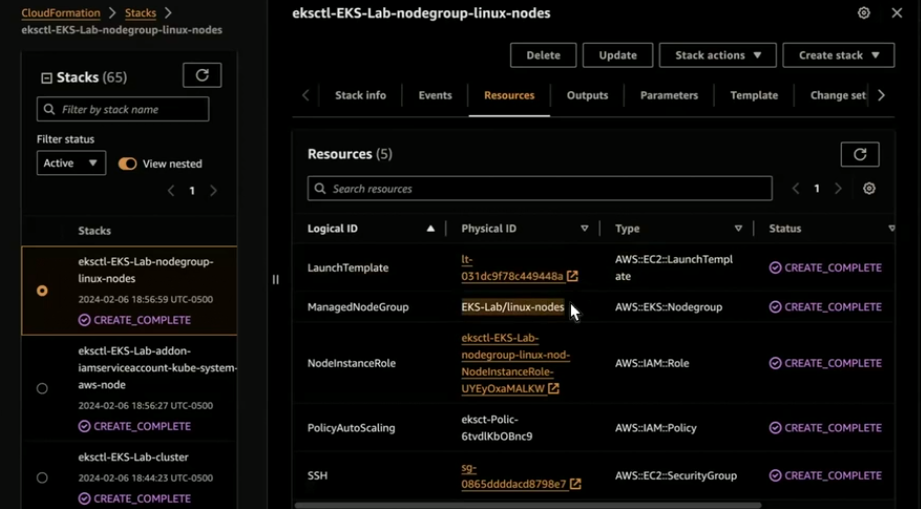 CloudFormation > Stacks >
eksctl-EKS-Lab-nodegroup-linux-nodes
Stacks (65)
Filter by stack name
Filter status
Active
View nested
1
Stacks
eksctl-EKS-Lab-nodegroup-
linux-nodes
2024-02-06 18:56:59 UTC-0500
CREATE_COMPLETE
eksctl-EKS-Lab-addon-
iamserviceaccount-kube-system-
aws-node
2024-02-06 18:56:27 UTC-0500
CREATE_COMPLETE
eksctl-EKS-Lab-cluster
2024-02-06 18:44:23 UTC-0500
CREATE_COMPLETE
eksctl-EKS-Lab-nodegroup-linux-nodes
Delete
Update
Stack actions
Create stack
Stack info
Events
Resources
Outputs
Parameters
Template
Change set
Resources (5)
Search resources
1
Logical ID
Physical ID
Type
Status
LaunchTemplate
lt-
031dc9f78c449448a
AWS::EC2::LaunchTempl
ate
CREATE_COMPLETE
ManagedNodeGroup
EKS-Lab/linux-nodes
AWS::EKS::Nodegroup
CREATE_COMPLETE
NodeInstanceRole
eksctl-EKS-Lab-
nodegroup-linux-nod-
NodeInstanceRole-
UYEyOxaMALKW
AWS::IAM::Role
CREATE_COMPLETE
PolicyAutoScaling
eksct-Polic-
6tvdlKbOBnc9
AWS::IAM::Policy
CREATE_COMPLETE
SSH
sg-
0865ddddacd8798e7
AWS::EC2::SecurityGroup
CREATE_COMPLETE